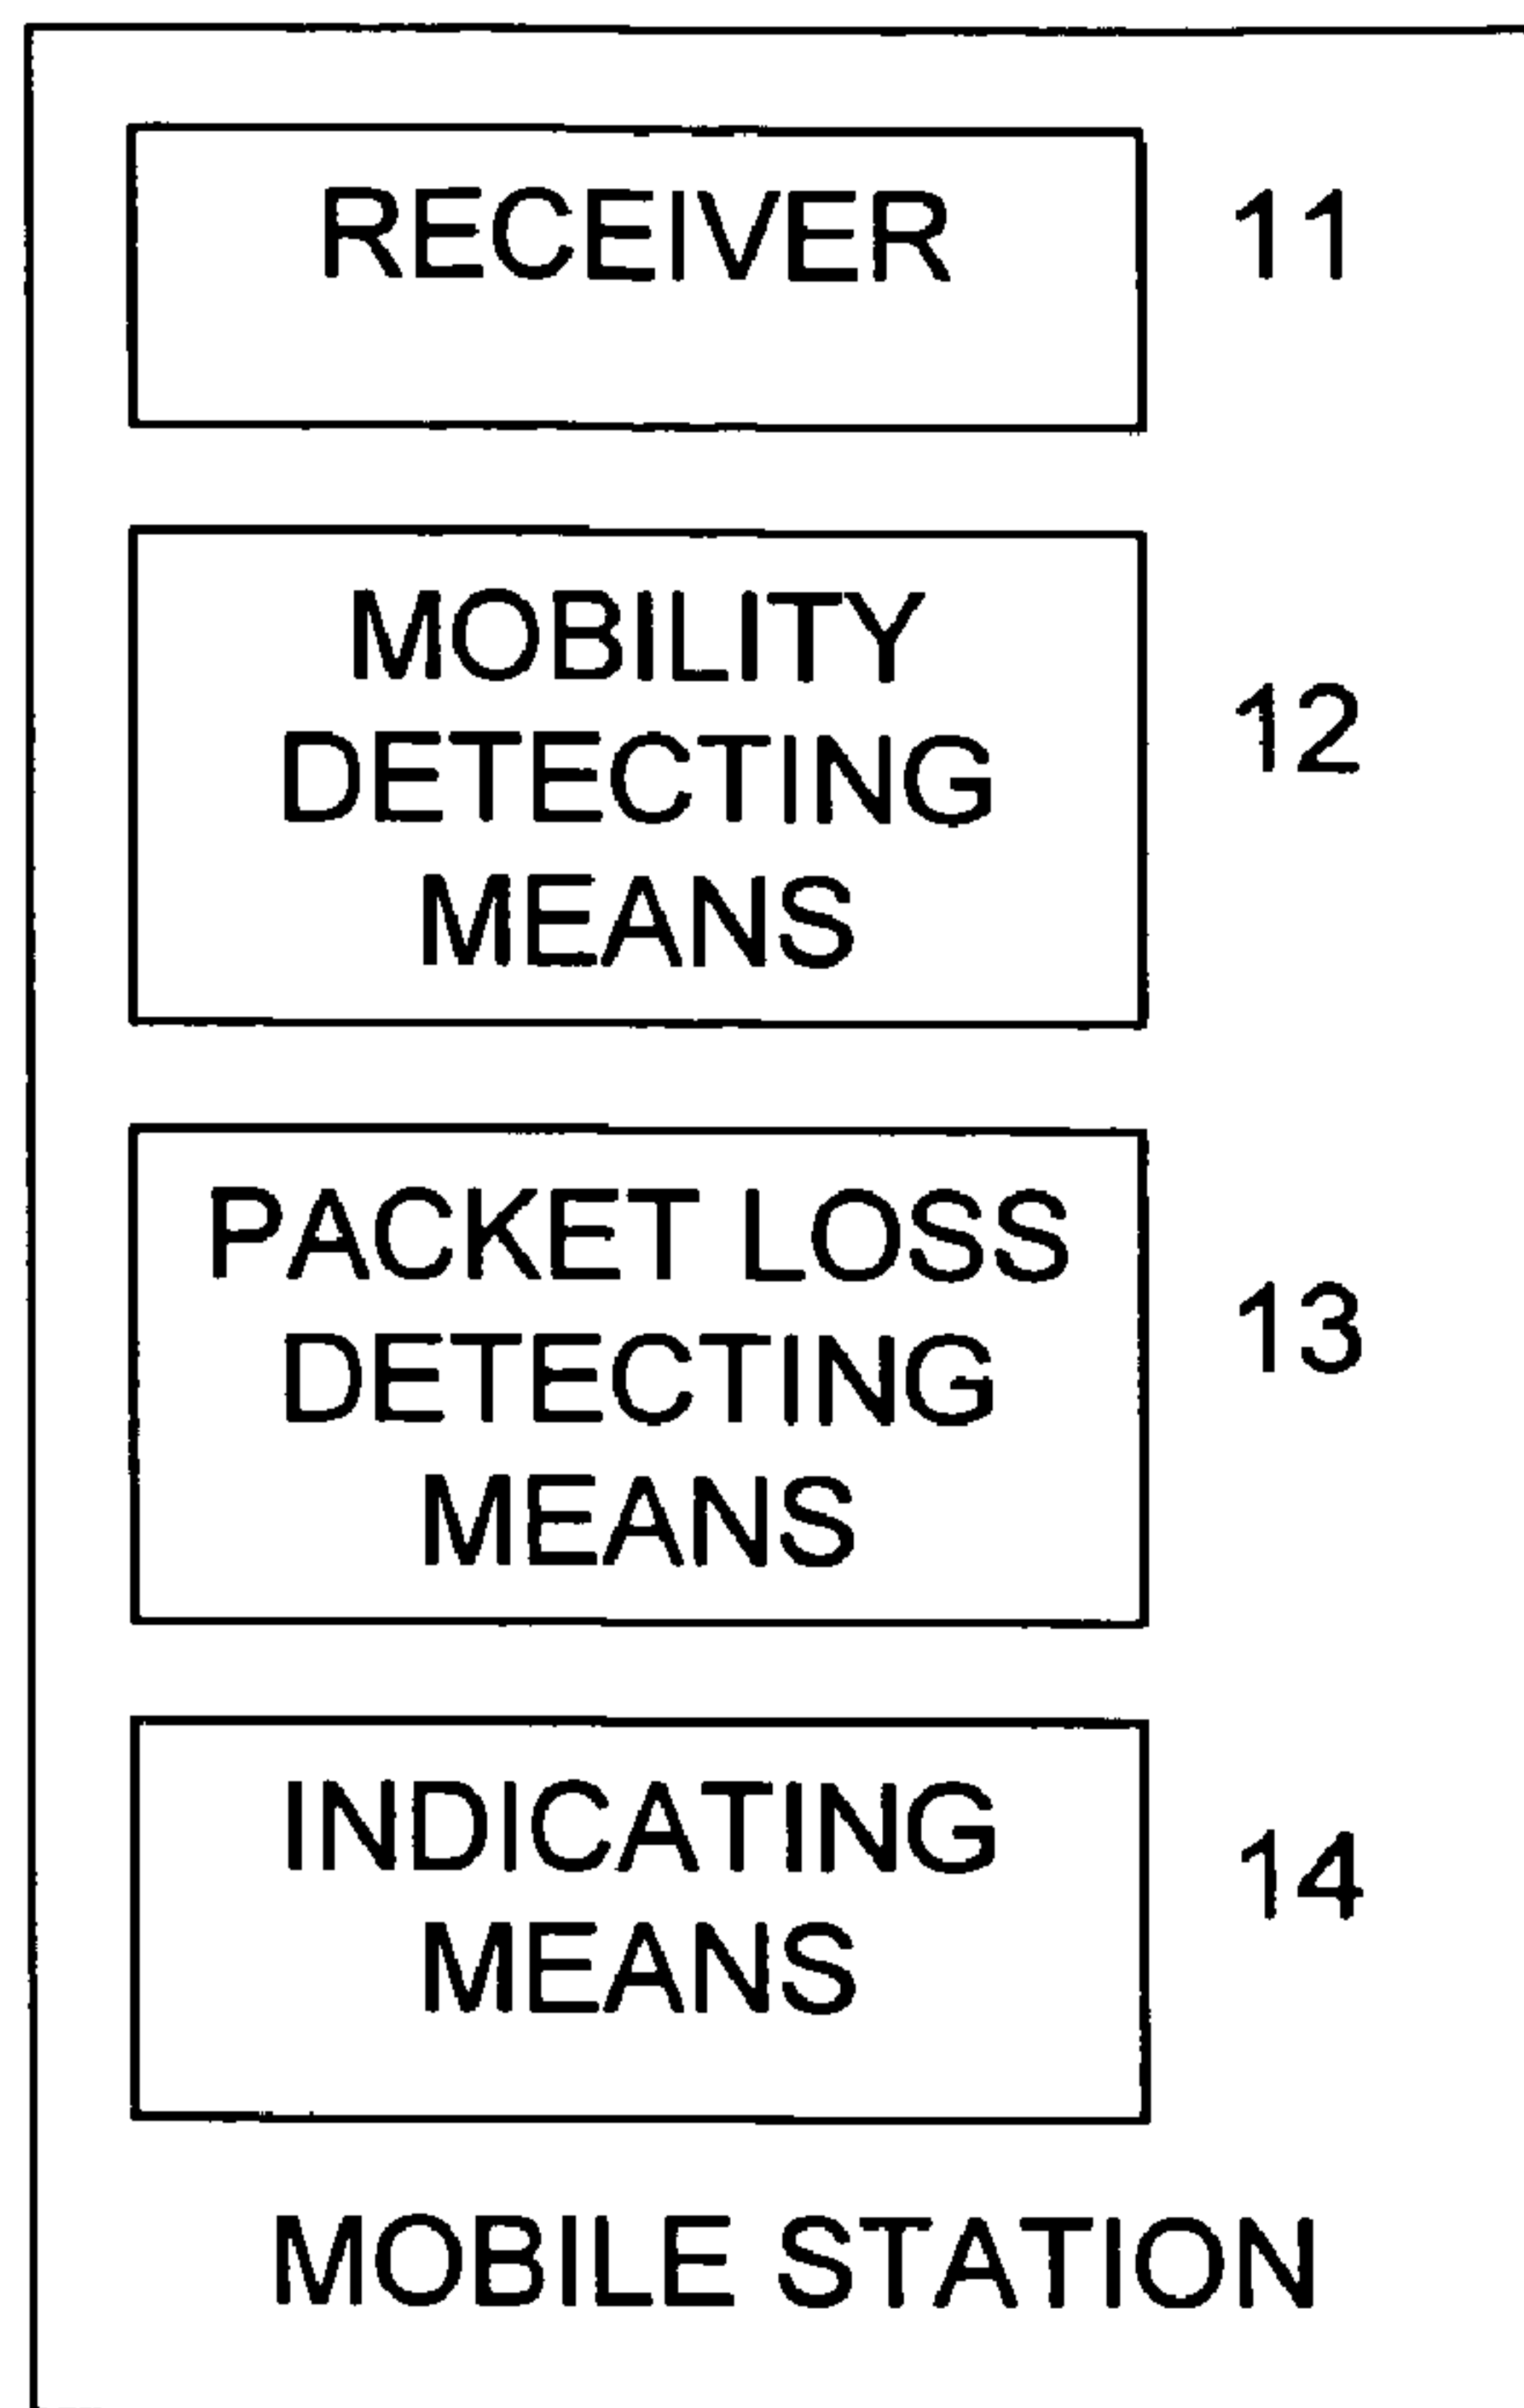 RECEIVER
11
MOBILITY
DETECTING
MEANS
12
PACKET LOSS
DETECTING
MEANS
13
INDICATING
MEANS
14
MOBILE STATION